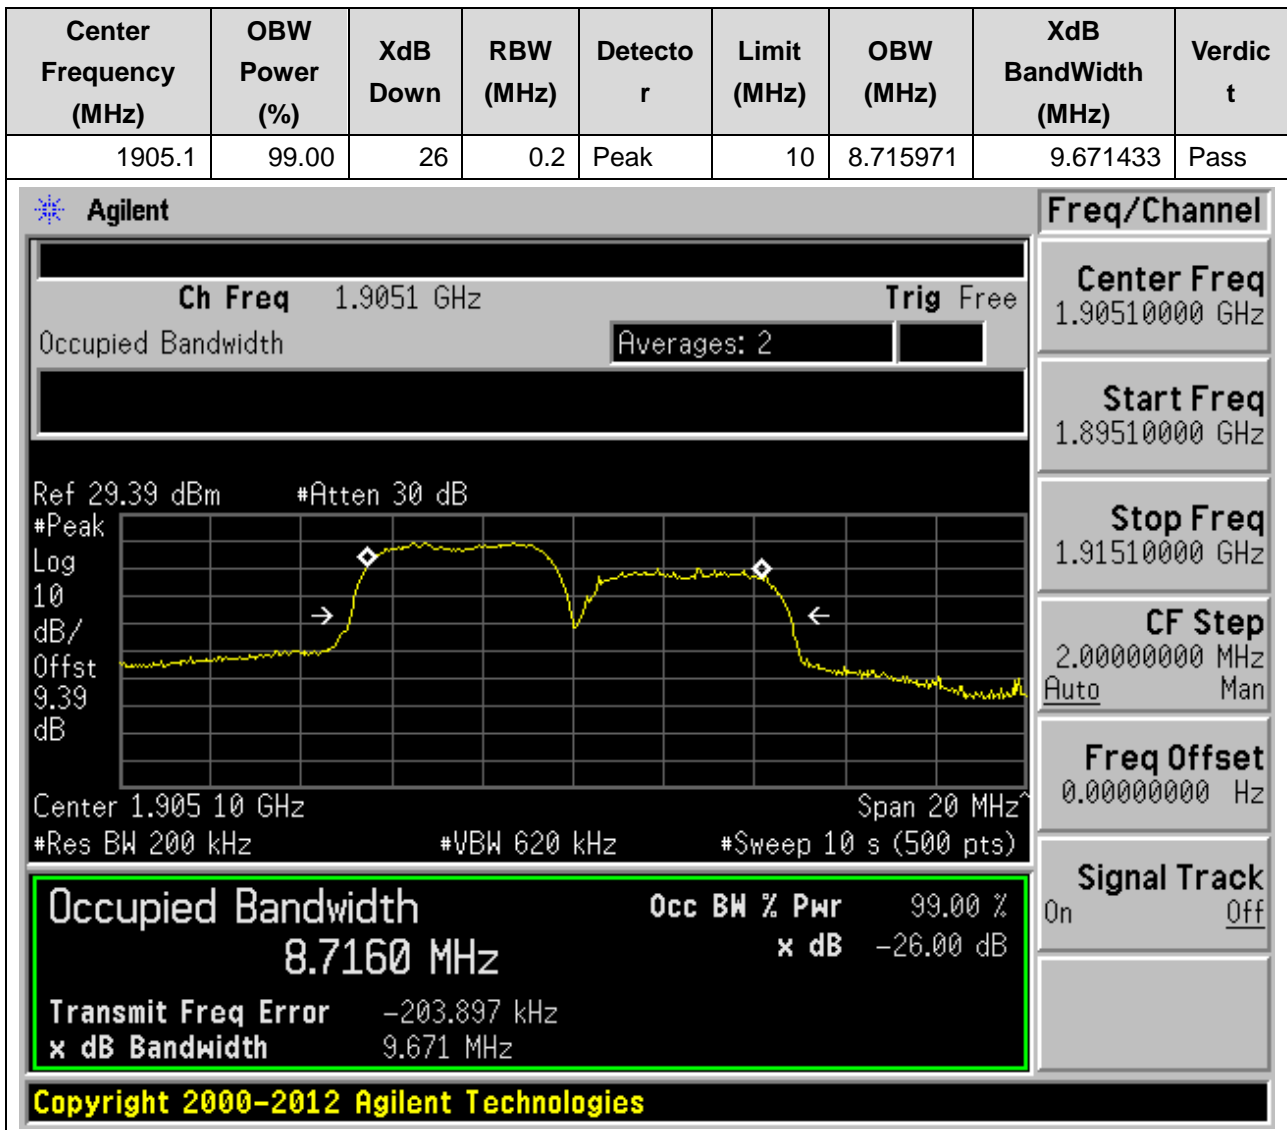 Center Frequency (MHz) | OBW Power (%) | XdB Down | RBW (MHz) | Detector | Limit (MHz) | OBW (MHz) | XdB BandWidth (MHz) | Verdict
1905.1 | 99.00 | 26 | 0.2 | Peak | 10 | 8.715971 | 9.671433 | Pass
Agilent
Ch Freq 1.9051 GHz Trig Free
Occupied Bandwidth Averages: 2
Ref 29.39 dBm #Atten 30 dB
#Peak
Log
10
dB/
Offst
9.39
dB
Center 1.905 10 GHz Span 20 MHz^
#Res BW 200 kHz #VBW 620 kHz #Sweep 10 s (500 pts)
Occupied Bandwidth Occ BW % Pwr 99.00 %
8.7160 MHz x dB -26.00 dB
Transmit Freq Error -203.897 kHz
x dB Bandwidth 9.671 MHz
Copyright 2000-2012 Agilent Technologies
Freq/Channel
Center Freq
1.90510000 GHz
Start Freq
1.89510000 GHz
Stop Freq
1.91510000 GHz
CF Step
2.00000000 MHz
Auto Man
Freq Offset
0.00000000 Hz
Signal Track
On Off